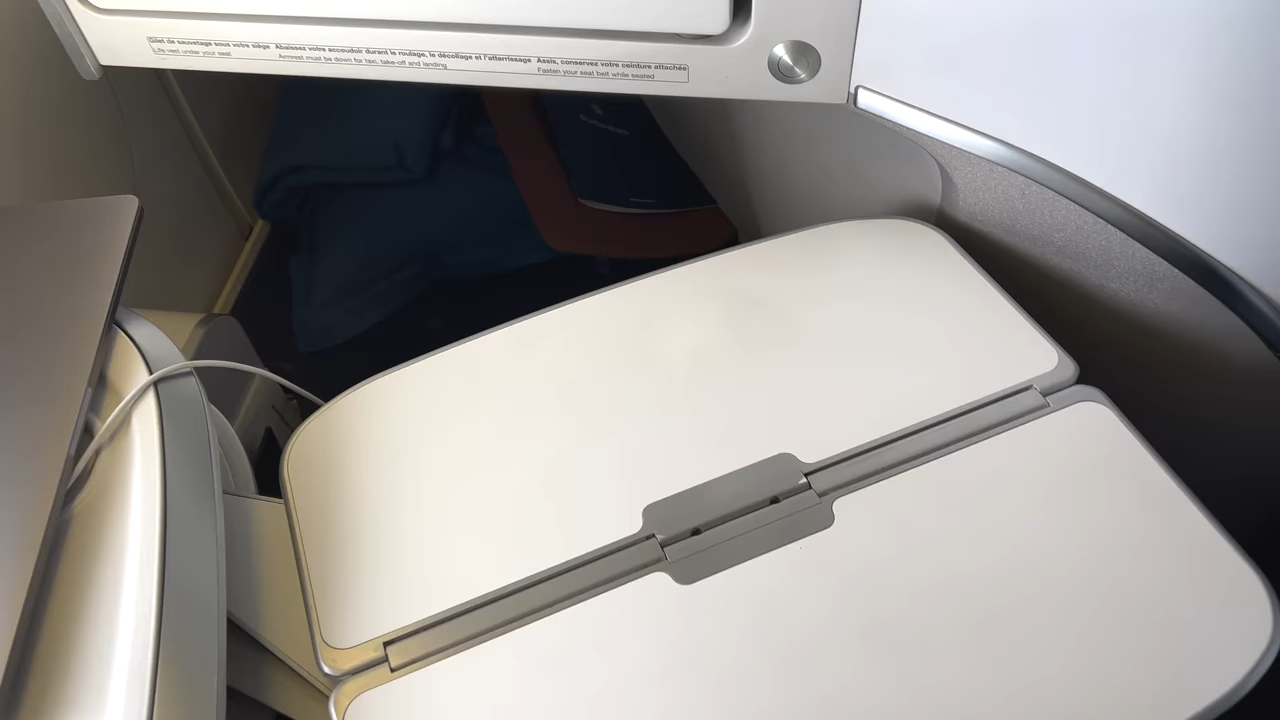 Gilet de sauvetage sous votre siège Abaissez votre accoudoir durant le roulage, le décollage et l'atterrissage Assis, conservez votre ceinture attachée
Life vest under your seat Armrest must be down for taxi, take-off and landing Fasten your seat belt while seated